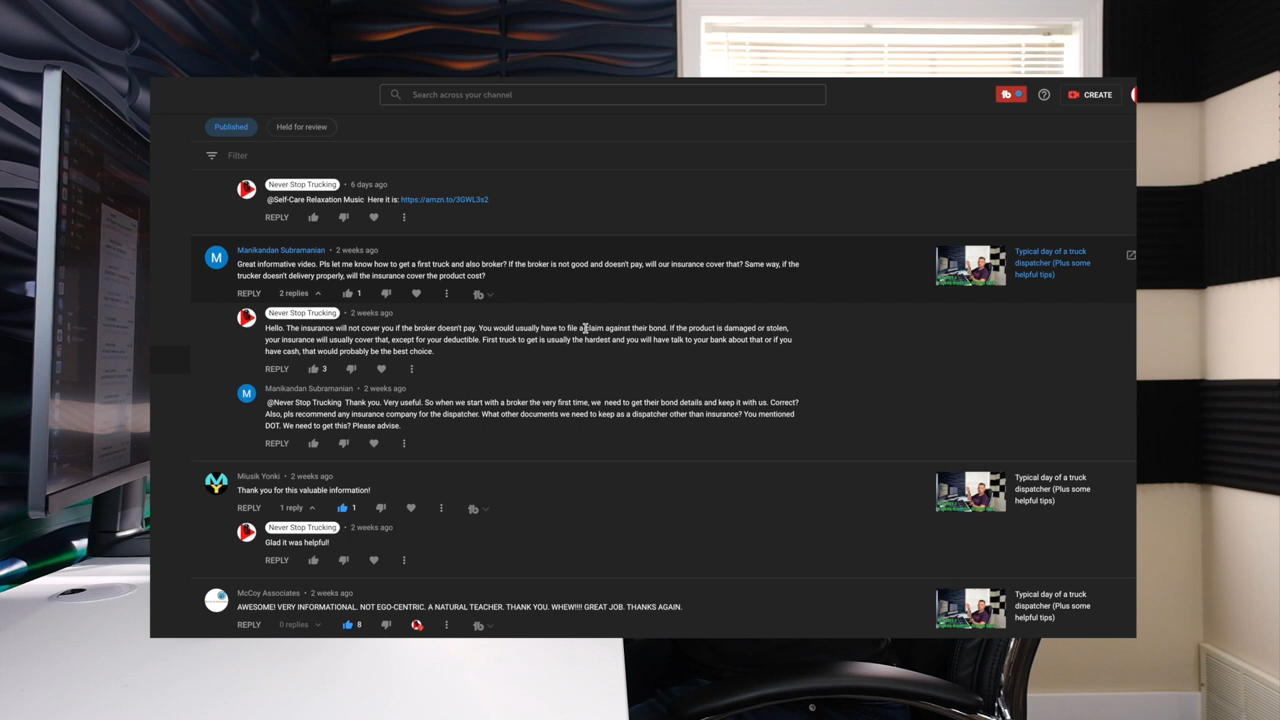 Search across your channel
CREATE
Published
Held for review
Filter
Never Stop Trucking • 6 days ago
@Self-Care Relaxation Music Here it is: https://amzn.to/3GWL3s2
REPLY
Manikandan Subramanian • 2 weeks ago
Great informative video. Pls let me know how to get a first truck and also broker? If the broker is not good and doesn't pay, will our insurance cover that? Same way, if the
trucker doesn't delivery properly, will the insurance cover the product cost?
REPLY 2 replies 1
Typical day of a truck
dispatcher (Plus some
helpful tips)
Never Stop Trucking • 2 weeks ago
Hello. The insurance will not cover you if the broker doesn't pay. You would usually have to file a claim against their bond. If the product is damaged or stolen,
your insurance will usually cover that, except for your deductible. First truck to get is usually the hardest and you will have talk to your bank about that or if you
have cash, that would probably be the best choice.
REPLY 3
Manikandan Subramanian • 2 weeks ago
@Never Stop Trucking Thank you. Very useful. So when we start with a broker the very first time, we need to get their bond details and keep it with us. Correct?
Also, pls recommend any insurance company for the dispatcher. What other documents we need to keep as a dispatcher other than insurance? You mentioned
DOT. We need to get this? Please advise.
REPLY
Miusik Yonki • 2 weeks ago
Thank you for this valuable information!
REPLY 1 reply 1
Typical day of a truck
dispatcher (Plus some
helpful tips)
Never Stop Trucking • 2 weeks ago
Glad it was helpful!
REPLY
McCoy Associates • 2 weeks ago
AWESOME! VERY INFORMATIONAL. NOT EGO-CENTRIC. A NATURAL TEACHER. THANK YOU. WHEW!!!! GREAT JOB. THANKS AGAIN.
REPLY 0 replies 8
Typical day of a truck
dispatcher (Plus some
helpful tips)